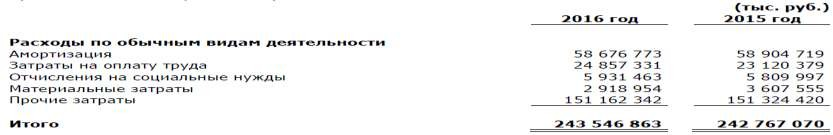 (тыс. руб.)
2016 год 2015 год
Расходы по обычным видам деятельности
Амортизация 58 676 773 58 904 719
Затраты на оплату труда 24 857 331 23 120 379
Отчисления на социальные нужды 5 931 463 5 809 997
Материальные затраты 2 918 954 3 607 555
Прочие затраты 151 162 342 151 324 420
Итого 243 546 863 242 767 070